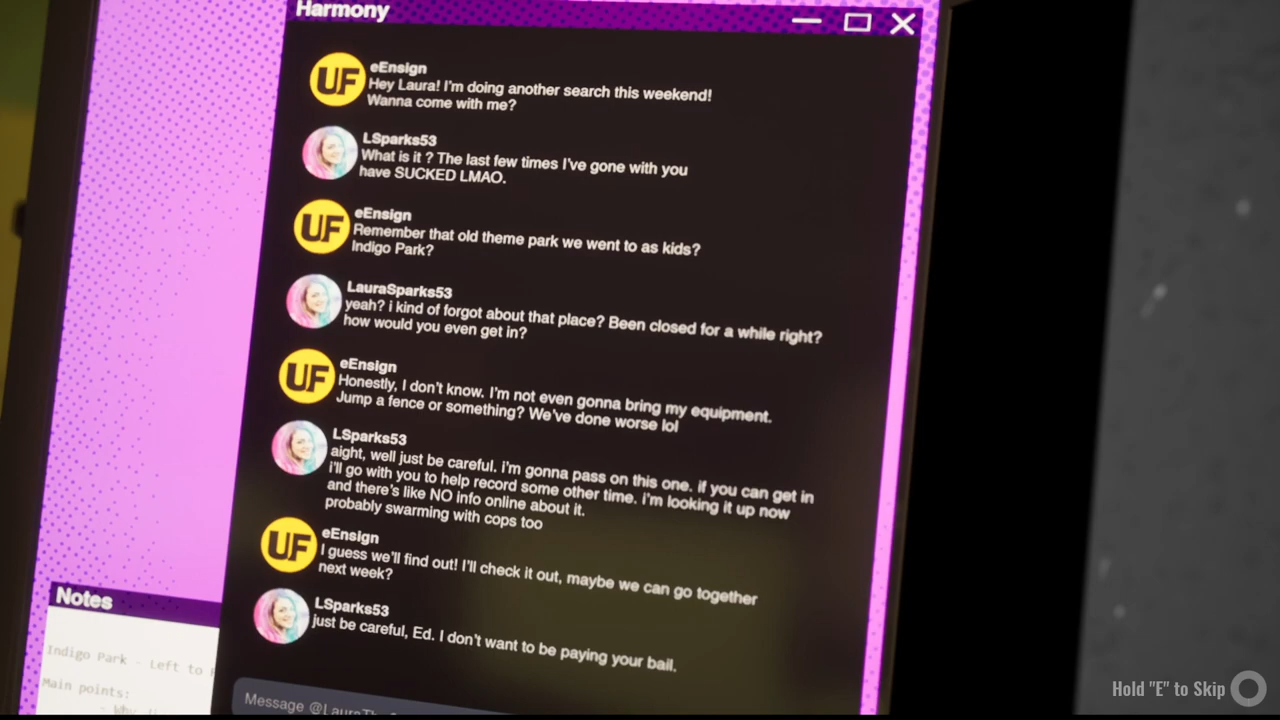 Harmony
UF
eEnsign
Hey Laura! I'm doing another search this weekend!
Wanna come with me?
LSparks53
What is it ? The last few times I've gone with you
have SUCKED LMAO.
UF
eEnsign
Remember that old theme park we went to as kids?
Indigo Park?
LauraSparks53
yeah? i kind of forgot about that place? Been closed for a while right?
how would you even get in?
UF
eEnsign
Honestly, I don't know. I'm not even gonna bring my equipment.
Jump a fence or something? We've done worse lol
LSparks53
aight, well just be careful. i'm gonna pass on this one. if you can get in
i'll go with you to help record some other time. i'm looking it up now
and there's like NO info online about it.
probably swarming with cops too
UF
eEnsign
I guess we'll find out! I'll check it out, maybe we can go together
next week?
LSparks53
just be careful, Ed. I don't want to be paying your bail.
Message
Notes
Indigo Park - Left to
Main points:
- Why
Hold "E" to Skip